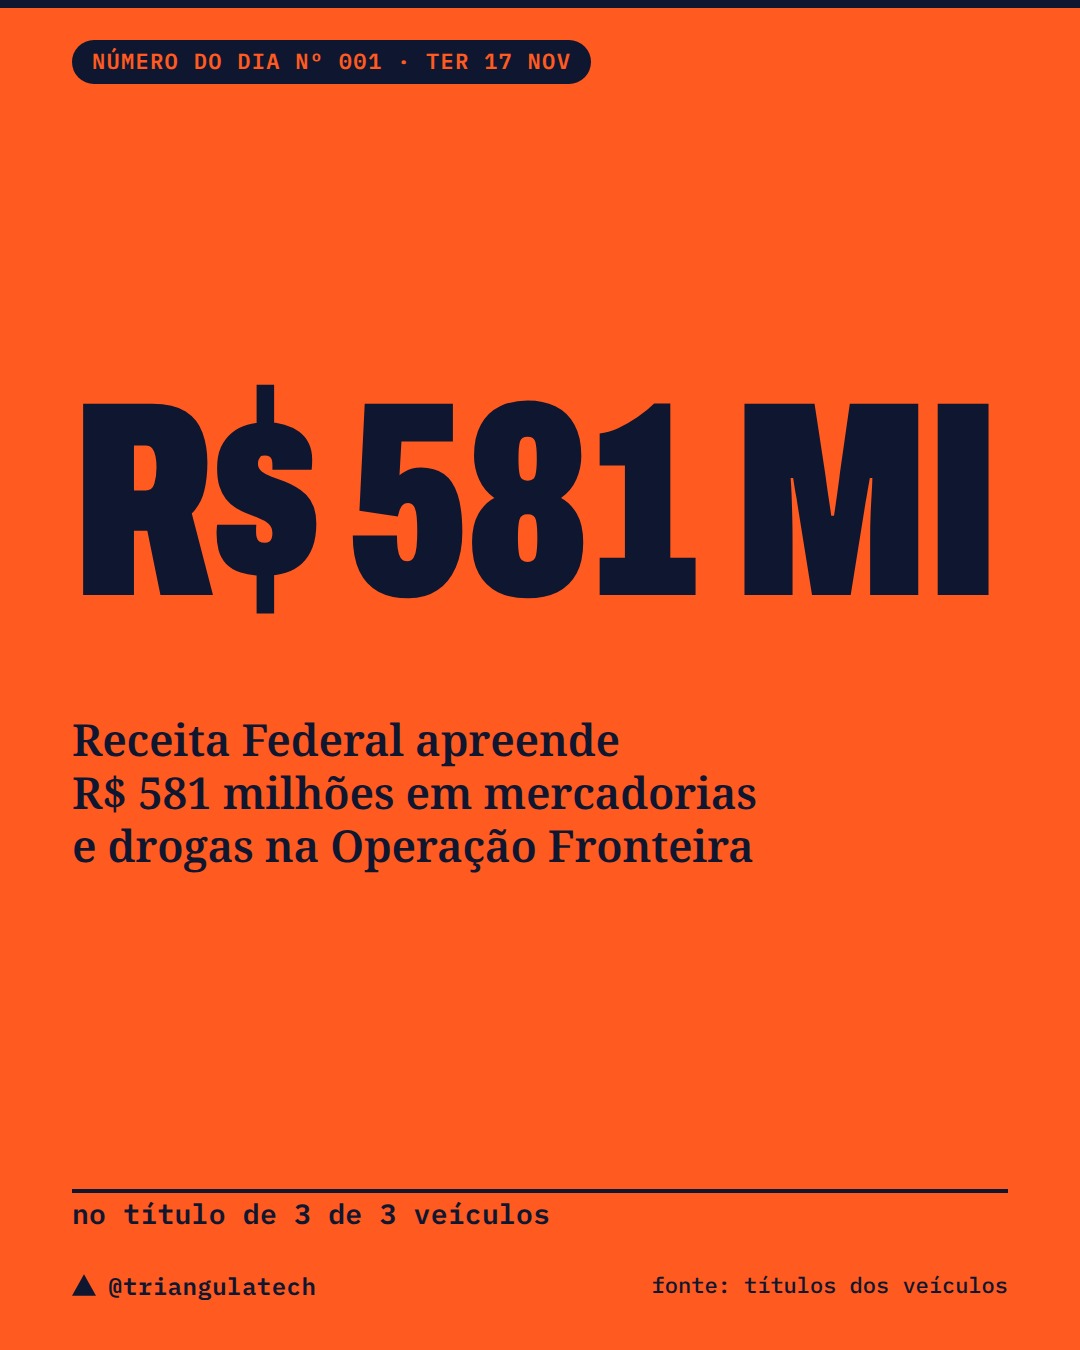 NÚMERO DO DIA Nº 001 · TER 17 NOV
R$ 581 MI
Receita Federal apreende
R$ 581 milhões em mercadorias
e drogas na Operação Fronteira
no título de 3 de 3 veículos
@triangulatech
fonte: títulos dos veículos